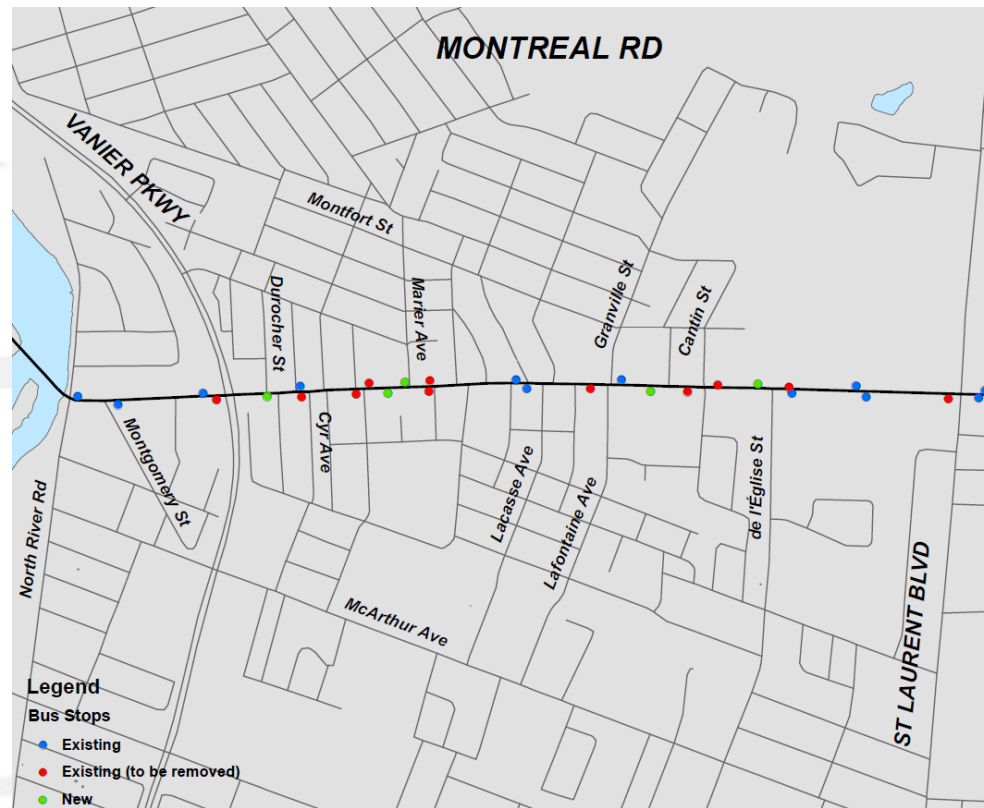 MONTREAL RD
VANIER PKWY
Montfort St
Durocher St
Marier Ave
Granville St
Cantin St
Cyr Ave
Montgomery St
North River Rd
Lacasse Ave
Lafontaine Ave
de l'Église St
McArthur Ave
ST LAURENT BLVD
Legend
Bus Stops
Existing
Existing (to be removed)
New